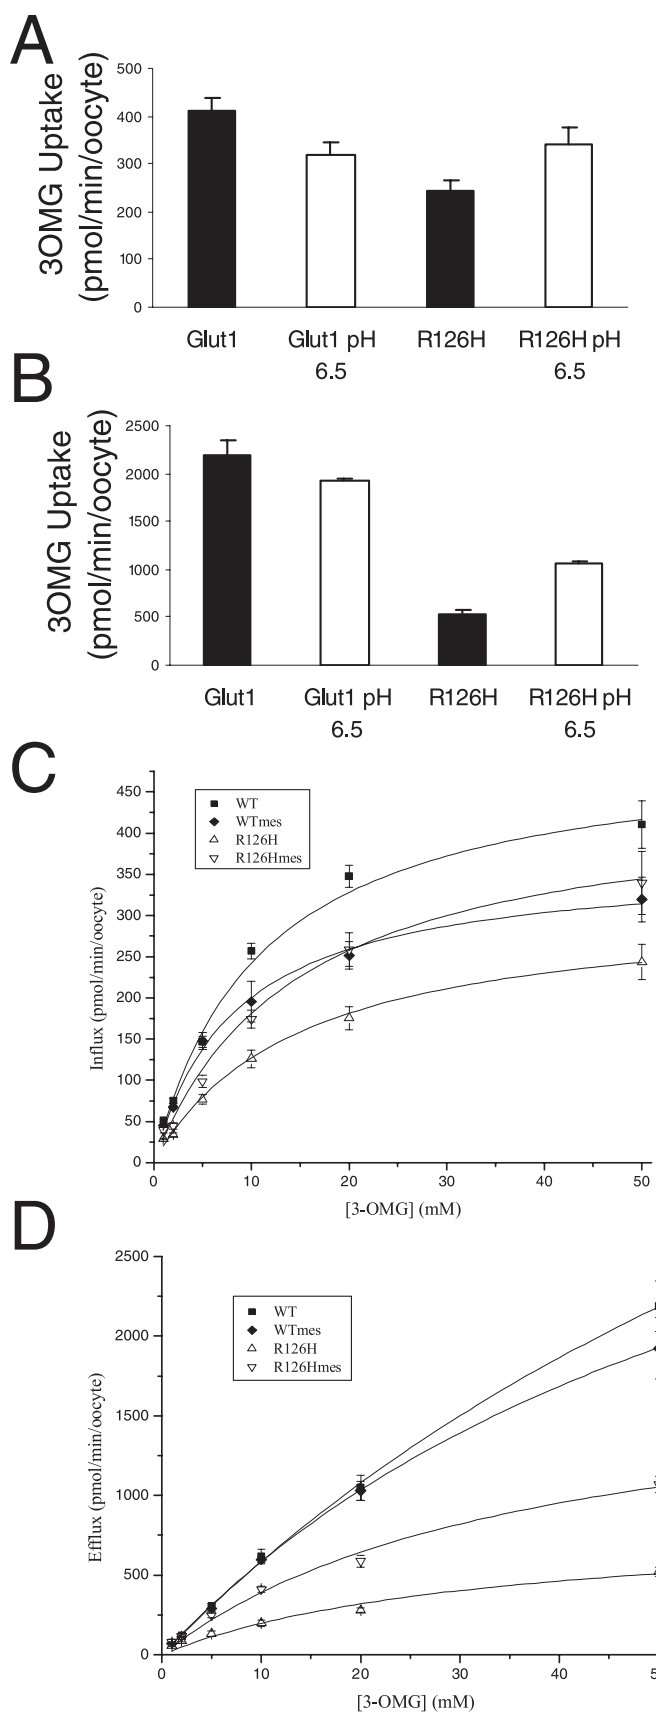 A
3OMG Uptake
(pmol/min/oocyte)
500
400
300
200
100
0
Glut1
Glut1 pH
6.5
R126H
R126H pH
6.5
B
3OMG Uptake
(pmol/min/oocyte)
2500
2000
1500
1000
500
0
Glut1
Glut1 pH
6.5
R126H
R126H pH
6.5
C
WT
WTmes
R126H
R126Hmes
Influx (pmol/min/oocyte)
450
400
350
300
250
200
150
100
50
0
0 10 20 30 40 50
[3-OMG] (mM)
D
WT
WTmes
R126H
R126Hmes
Efflux (pmol/min/oocyte)
2500
2000
1500
1000
500
0
0 10 20 30 40
[3-OMG] (mM)